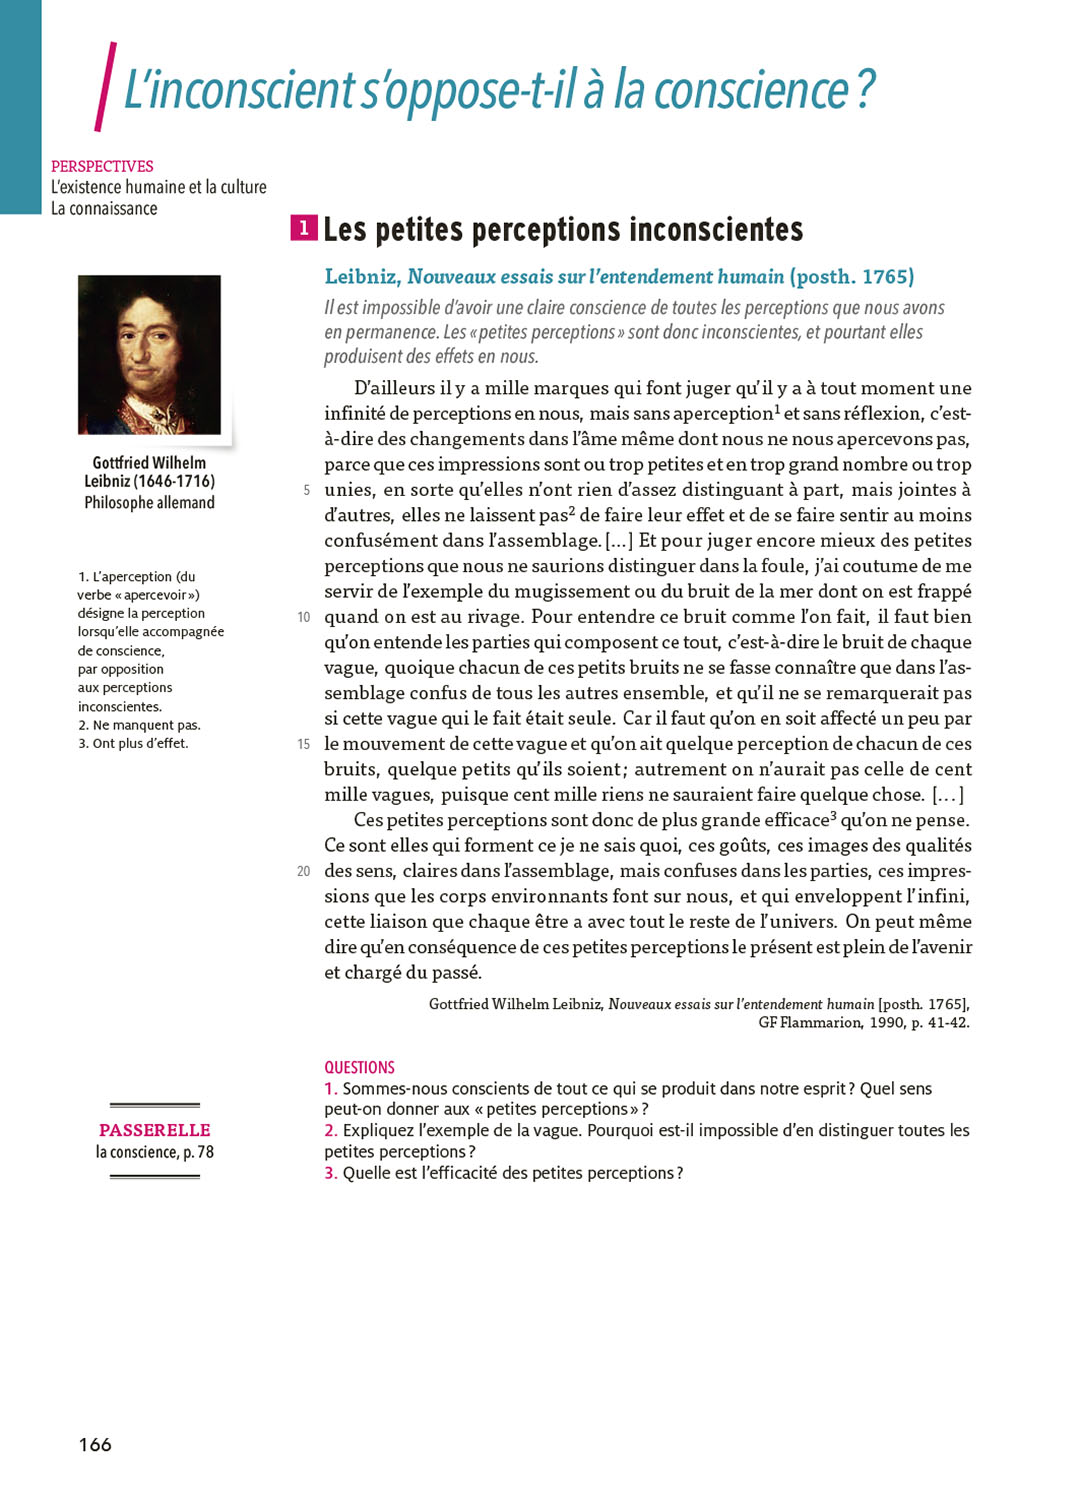 L’inconscient s’oppose-t-il à la conscience ?
PERSPECTIVES
L’existence humaine et la culture
La connaissance
1 Les petites perceptions inconscientes
Leibniz, Nouveaux essais sur l’entendement humain (posth. 1765)
Il est impossible d’avoir une claire conscience de toutes les perceptions que nous avons
en permanence. Les « petites perceptions » sont donc inconscientes, et pourtant elles
produisent des effets en nous.
D’ailleurs il y a mille marques qui font juger qu’il y a à tout moment une
infinité de perceptions en nous, mais sans aperception1 et sans réflexion, c’est-
à-dire des changements dans l’âme même dont nous ne nous apercevons pas,
parce que ces impressions sont ou trop petites et en trop grand nombre ou trop
5 unies, en sorte qu’elles n’ont rien d’assez distinguant à part, mais jointes à
d’autres, elles ne laissent pas2 de faire leur effet et de se faire sentir au moins
confusément dans l’assemblage. [...] Et pour juger encore mieux des petites
perceptions que nous ne saurions distinguer dans la foule, j’ai coutume de me
servir de l’exemple du mugissement ou du bruit de la mer dont on est frappé
10 quand on est au rivage. Pour entendre ce bruit comme l’on fait, il faut bien
qu’on entende les parties qui composent ce tout, c’est-à-dire le bruit de chaque
vague, quoique chacun de ces petits bruits ne se fasse connaître que dans l’as-
semblage confus de tous les autres ensemble, et qu’il ne se remarquerait pas
si cette vague qui le fait était seule. Car il faut qu’on en soit affecté un peu par
15 le mouvement de cette vague et qu’on ait quelque perception de chacun de ces
bruits, quelque petits qu’ils soient ; autrement on n’aurait pas celle de cent
mille vagues, puisque cent mille riens ne sauraient faire quelque chose. [...]
Ces petites perceptions sont donc de plus grande efficace3 qu’on ne pense.
Ce sont elles qui forment ce je ne sais quoi, ces goûts, ces images des qualités
20 des sens, claires dans l’assemblage, mais confuses dans les parties, ces impres-
sions que les corps environnants font sur nous, et qui enveloppent l’infini,
cette liaison que chaque être a avec tout le reste de l’univers. On peut même
dire qu’en conséquence de ces petites perceptions le présent est plein de l’avenir
et chargé du passé.
Gottfried Wilhelm Leibniz, Nouveaux essais sur l’entendement humain [posth. 1765],
GF Flammarion, 1990, p. 41-42.
Gottfried Wilhelm
Leibniz (1646-1716)
Philosophe allemand
1. L’aperception (du
verbe « apercevoir »)
désigne la perception
lorsqu’elle accompagnée
de conscience,
par opposition
aux perceptions
inconscientes.
2. Ne manquent pas.
3. Ont plus d’effet.
QUESTIONS
1. Sommes-nous conscients de tout ce qui se produit dans notre esprit ? Quel sens
peut-on donner aux « petites perceptions » ?
2. Expliquez l’exemple de la vague. Pourquoi est-il impossible d’en distinguer toutes les
petites perceptions ?
3. Quelle est l’efficacité des petites perceptions ?
PASSERELLE
la conscience, p. 78
166